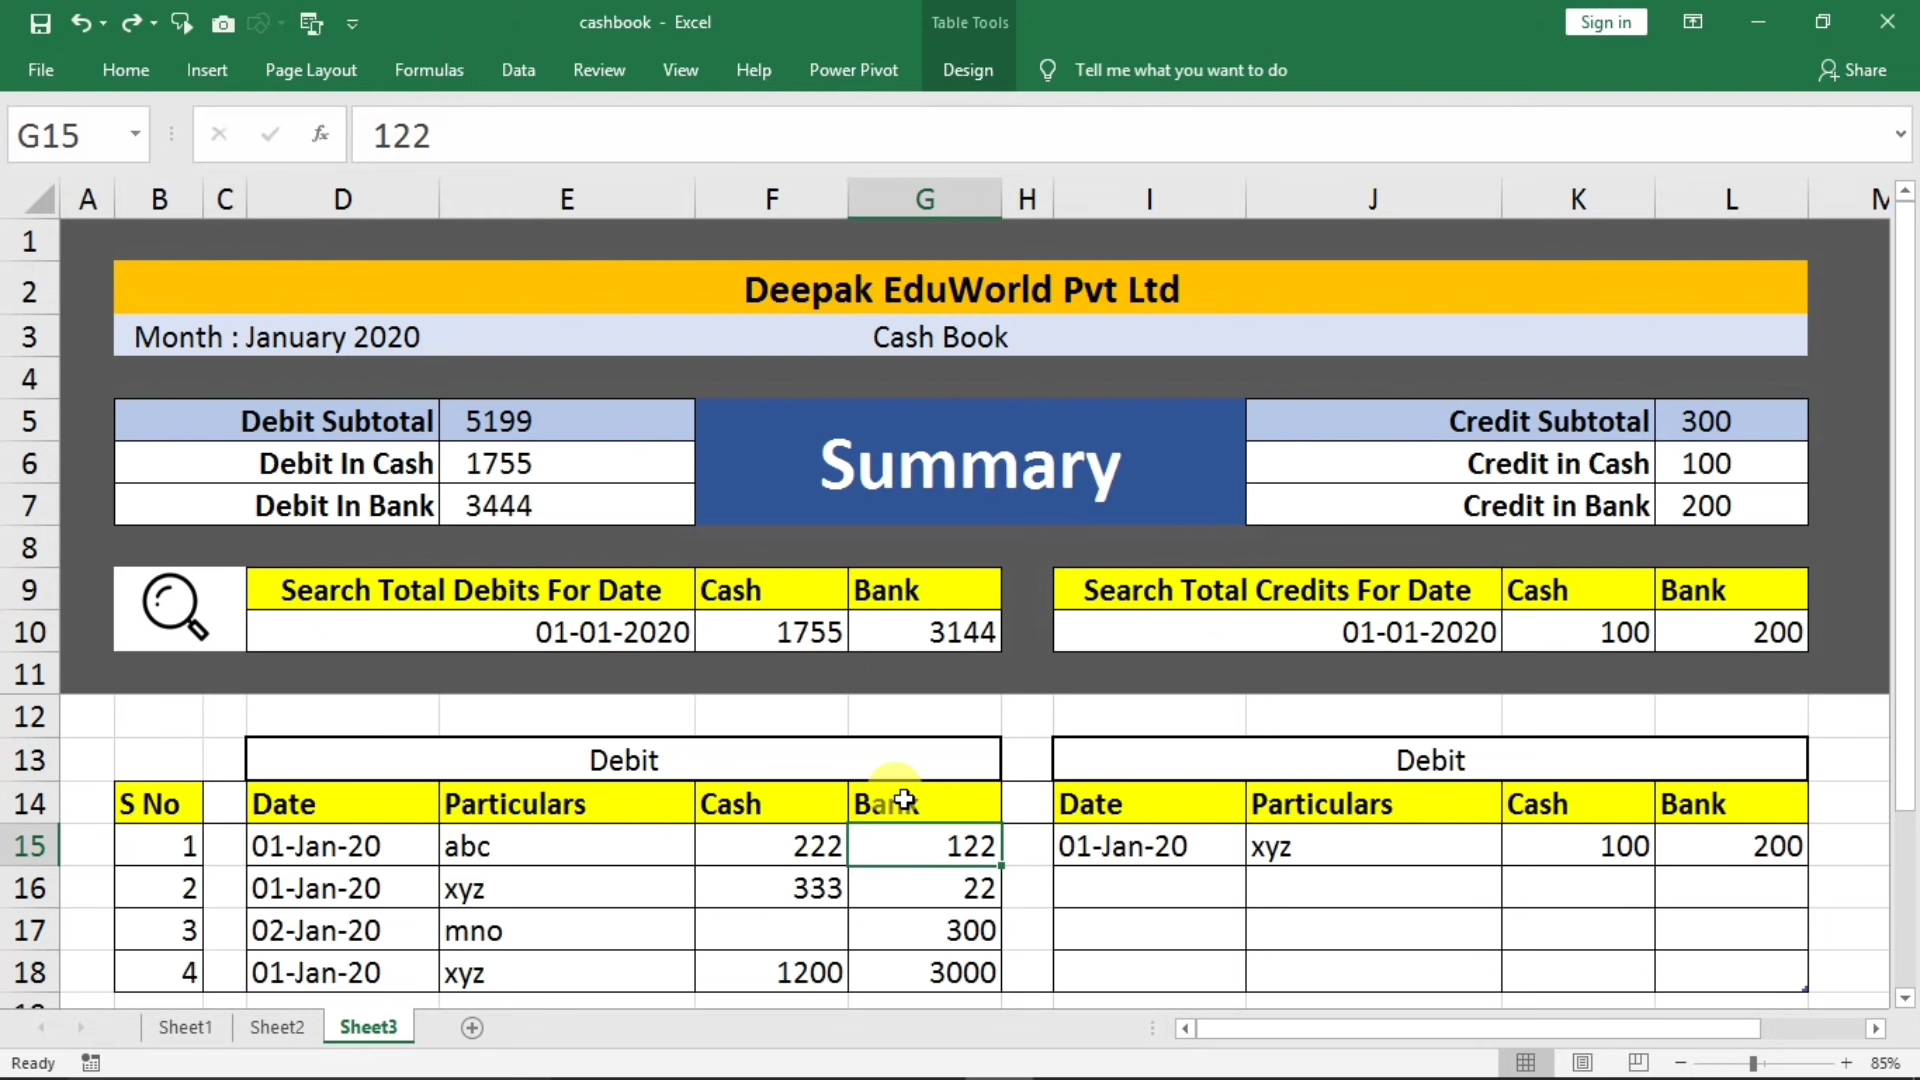 cashbook - Excel
Table Tools
Sign in
File Home Insert Page Layout Formulas Data Review View Help Power Pivot Design Tell me what you want to do Share
G15 fx 122
A B C D E F G H I J K L M
1
2 Deepak EduWorld Pvt Ltd
3 Month : January 2020 Cash Book
4
5 Debit Subtotal 5199 Summary Credit Subtotal 300
6 Debit In Cash 1755 Credit in Cash 100
7 Debit In Bank 3444 Credit in Bank 200
8
9 Search Total Debits For Date Cash Bank Search Total Credits For Date Cash Bank
10 01-01-2020 1755 3144 01-01-2020 100 200
11
12
13 Debit Debit
14 S No Date Particulars Cash Bank Date Particulars Cash Bank
15 1 01-Jan-20 abc 222 122 01-Jan-20 xyz 100 200
16 2 01-Jan-20 xyz 333 22
17 3 02-Jan-20 mno 300
18 4 01-Jan-20 xyz 1200 3000
Sheet1 Sheet2 Sheet3
Ready 85%